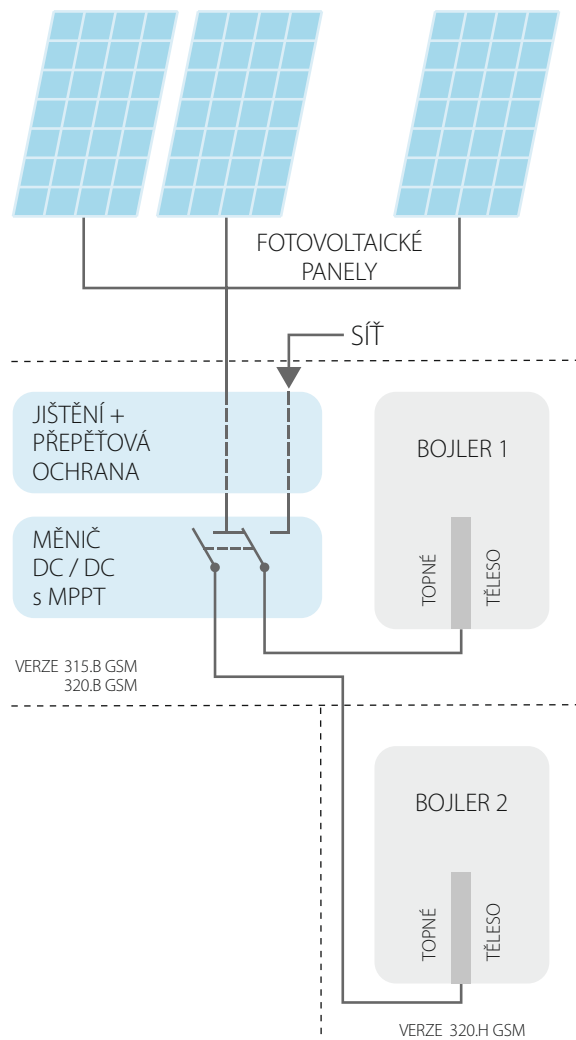 FOTOVOLTAICKÉ
PANELY
SÍŤ
JIŠTĚNÍ +
PŘEPĚŤOVÁ
OCHRANA
BOJLER 1
MĚNIČ
DC / DC
s MPPT
TOPNÉ
TĚLESO
VERZE 315.B GSM
320.B GSM
BOJLER 2
TOPNÉ
TĚLESO
VERZE 320.H GSM